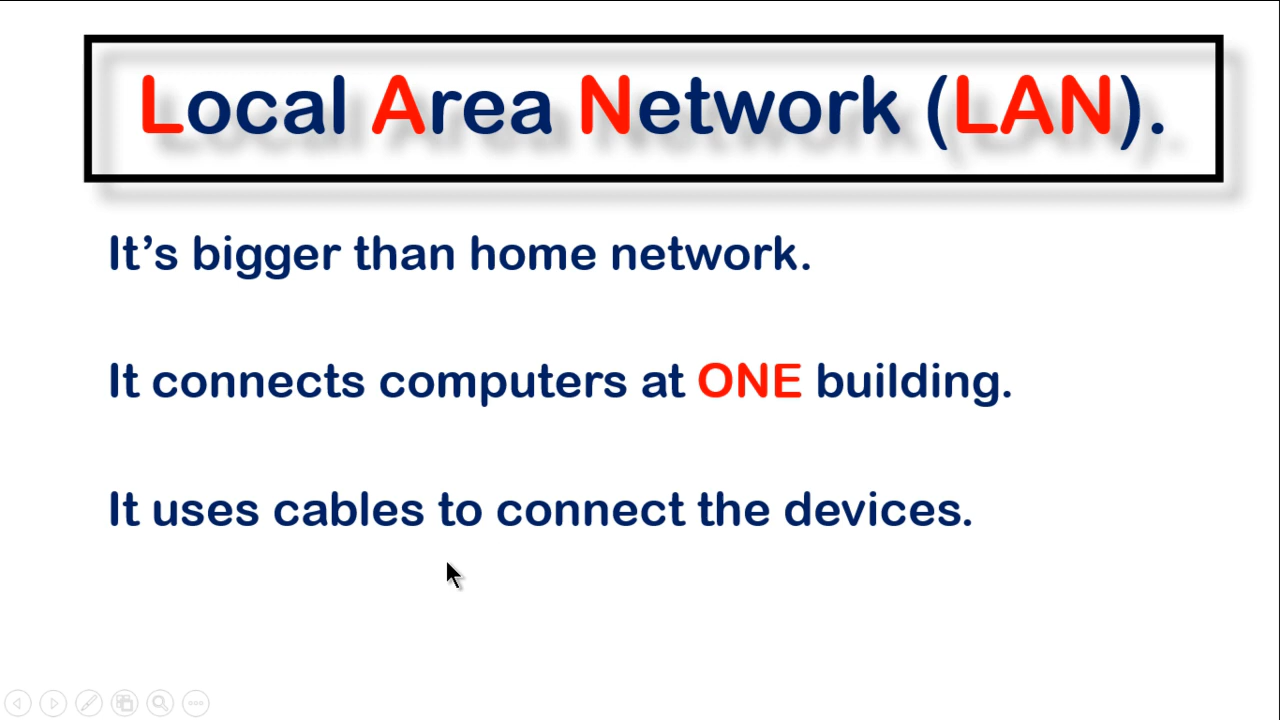 Local Area Network (LAN).
It’s bigger than home network.
It connects computers at ONE building.
It uses cables to connect the devices.